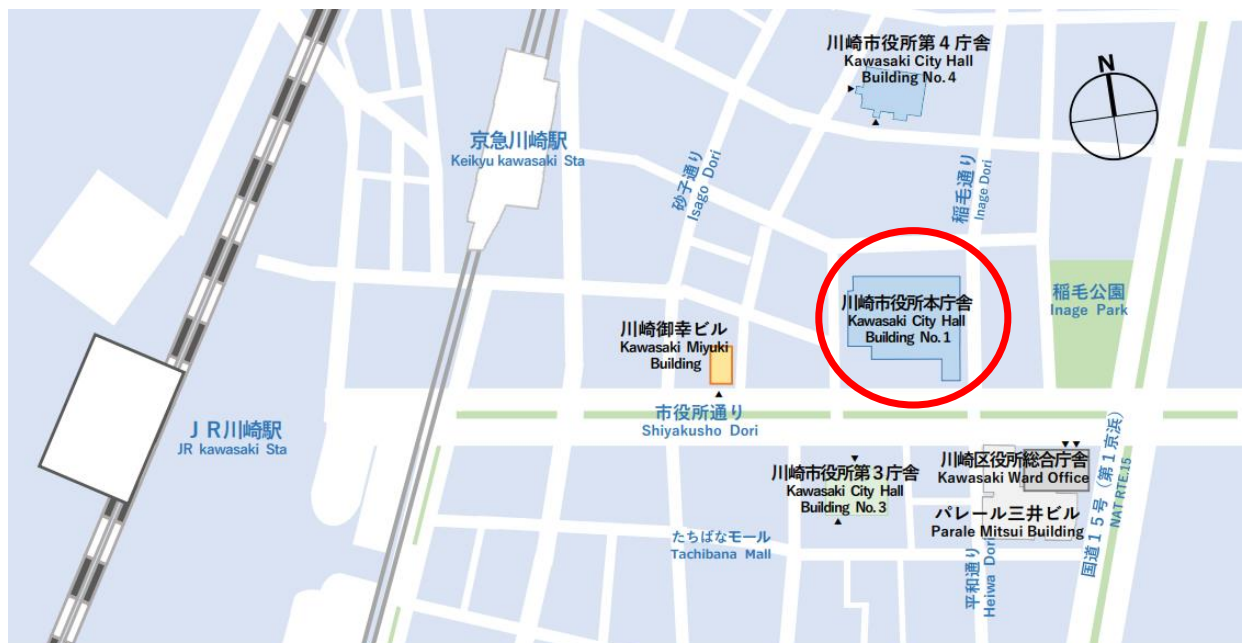 川崎市役所第4庁舎
Kawasaki City Hall
Building No.4
N
京急川崎駅
Keikyu kawasaki Sta
砂子通り
Isago Dori
稲毛通り
Inage Dori
川崎市役所本庁舎
Kawasaki City Hall
Building No.1
稲毛公園
Inage Park
川崎御幸ビル
Kawasaki Miyuki
Building
市役所通り
Shiyakusho Dori
JR川崎駅
JR kawasaki Sta
川崎市役所第3庁舎
Kawasaki City Hall
Building No.3
川崎区役所総合庁舎
Kawasaki Ward Office
パレール三井ビル
Parale Mitsui Building
国道15号(第1京浜)
NAT RTE.15
たちばなモール
Tachibana Mall
平和通り
Heiwa Dori